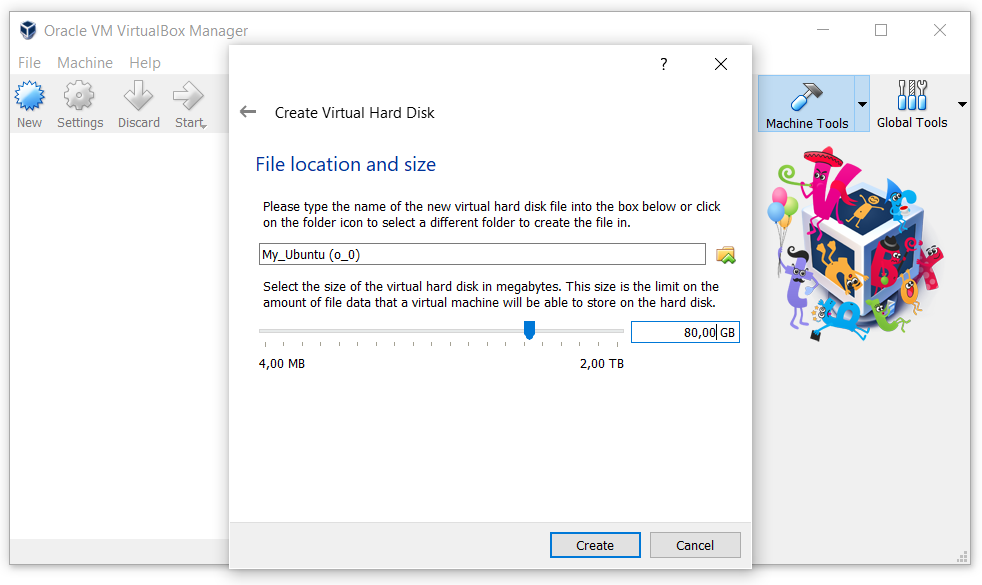 Oracle VM VirtualBox Manager
File Machine Help
New Settings Discard Start
Machine Tools Global Tools
?
Create Virtual Hard Disk
File location and size
Please type the name of the new virtual hard disk file into the box below or click
on the folder icon to select a different folder to create the file in.
My_Ubuntu (o_0)
Select the size of the virtual hard disk in megabytes. This size is the limit on the
amount of file data that a virtual machine will be able to store on the hard disk.
80,00 GB
4,00 MB 2,00 TB
Create Cancel